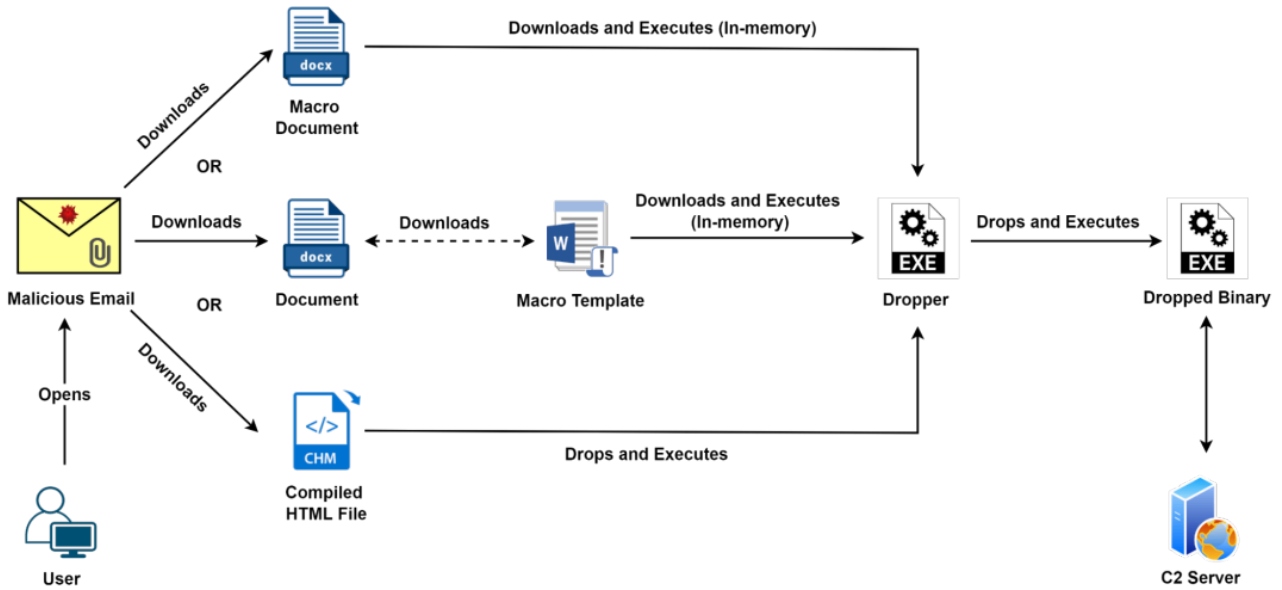 docx
Downloads and Executes (In-memory)
Downloads
Macro
Document
OR
Downloads
docx
Document
Downloads
W
!
Macro Template
Downloads and Executes
(In-memory)
EXE
Dropper
Drops and Executes
EXE
Dropped Binary
Malicious Email
OR
Downloads
Opens
</>
CHM
Compiled
HTML File
Drops and Executes
User
C2 Server